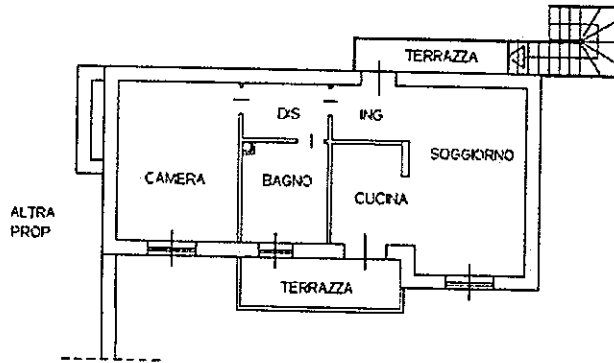 TERRAZZA
DIS
ING
SOGGIORNO
CAMERA
BAGNO
CUCINA
ALTRA
PROP
TERRAZZA